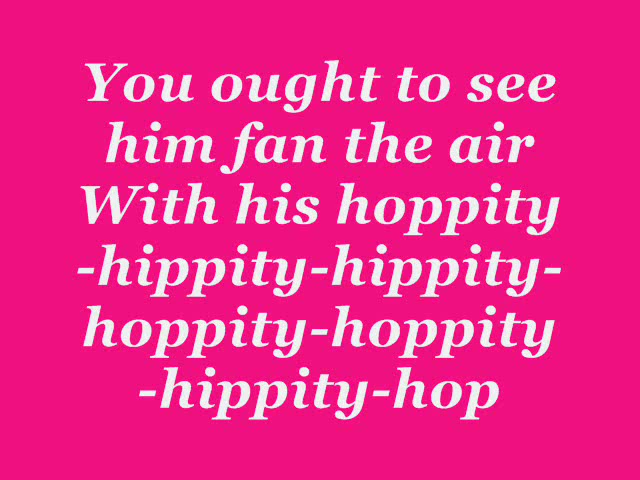 You ought to see
him fan the air
With his hoppity
-hippity-hippity-
hoppity-hoppity
-hippity-hop